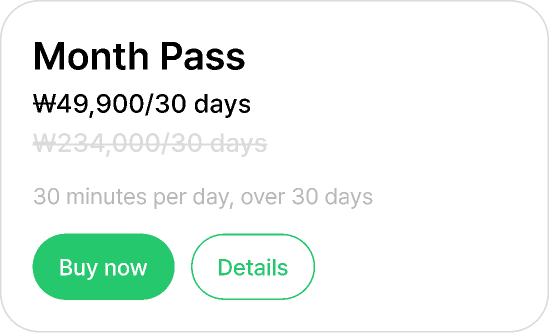 Month Pass
₩49,900/30 days
₩234,000/30 days
30 minutes per day, over 30 days
Buy now
Details